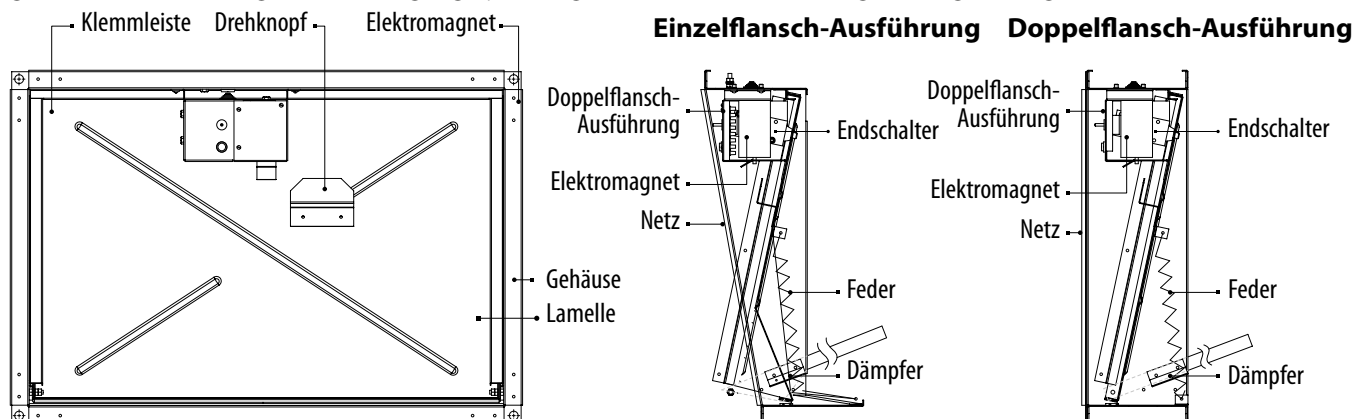 Klemmleiste Drehknopf Elektromagnet
Gehäuse
Lamelle
Einzelflansch-Ausführung
Doppelflansch-
Ausführung
Endschalter
Elektromagnet
Netz
Feder
Dämpfer
Doppelflansch-Ausführung
Doppelflansch-
Ausführung
Endschalter
Elektromagnet
Netz
Feder
Dämpfer